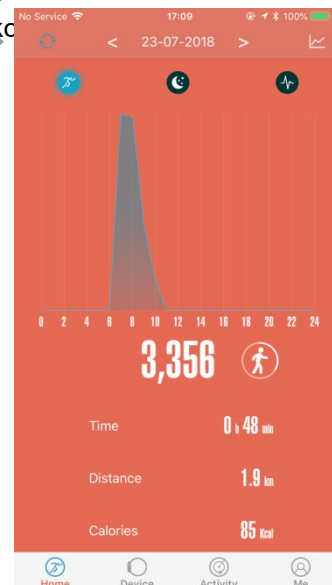 No Service 17:09 100%
ко
< 23-07-2018 >
0 2 4 6 8 10 12 14 16 18 20 22 24
3,356
Time 0 h 48 min
Distance 1.9 km
Calories 85 Kcal
Home Device Activity Me